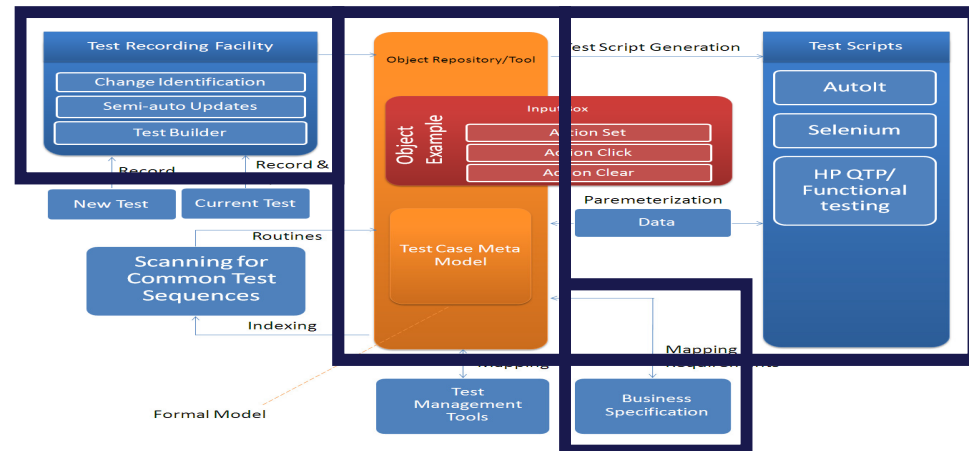 Test Recording Facility
Change Identification
Semi-auto Updates
Test Builder
Record
Record &
New Test
Current Test
Routines
Scanning for
Common Test
Sequences
Indexing
Formal Model
Object Repository/Tool
Test Script Generation
Input Box
Object
Example
Action Set
Action Click
Action Clear
Test Case Meta
Model
Paremeterization
Data
Mapping
Test
Management
Tools
Mapping
Requirements
Business
Specification
Test Scripts
AutoIt
Selenium
HP QTP/
Functional
testing